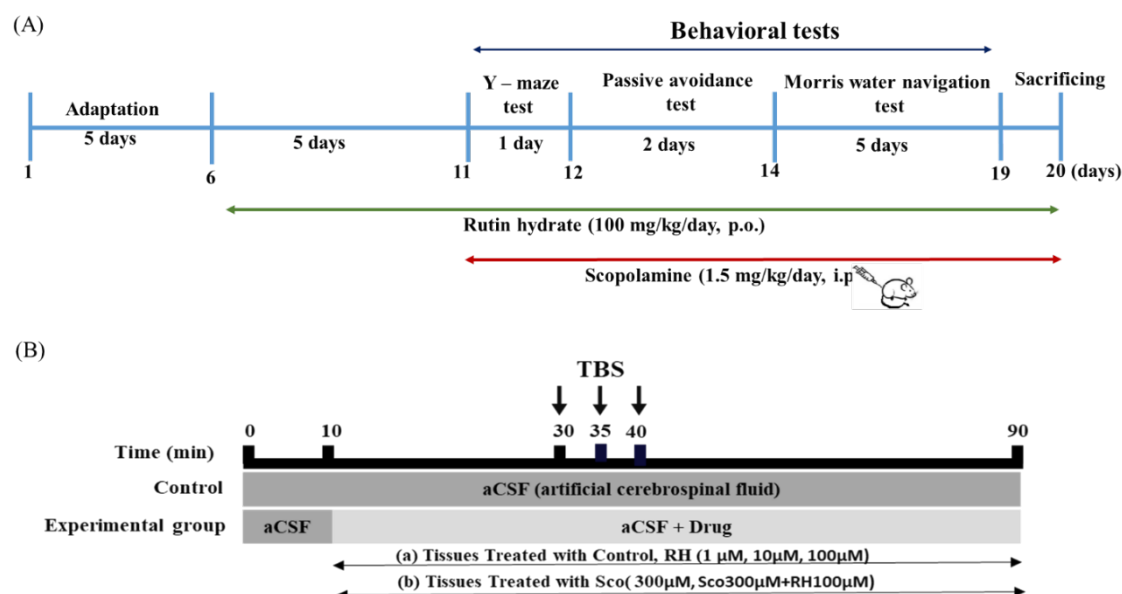 (A)
Behavioral tests
Y – maze
test
Passive avoidance
test
Morris water navigation
test
Sacrificing
Adaptation
5 days
5 days
1 day
2 days
5 days
1
6
11
12
14
19
20 (days)
Rutin hydrate (100 mg/kg/day, p.o.)
Scopolamine (1.5 mg/kg/day, i.p
(B)
TBS
0
10
30
35
40
90
Time (min)
Control
aCSF (artificial cerebrospinal fluid)
Experimental group
aCSF
aCSF + Drug
(a) Tissues Treated with Control, RH (1 µM, 10µM, 100µM)
(b) Tissues Treated with Sco( 300µM, Sco300µM+RH100µM)